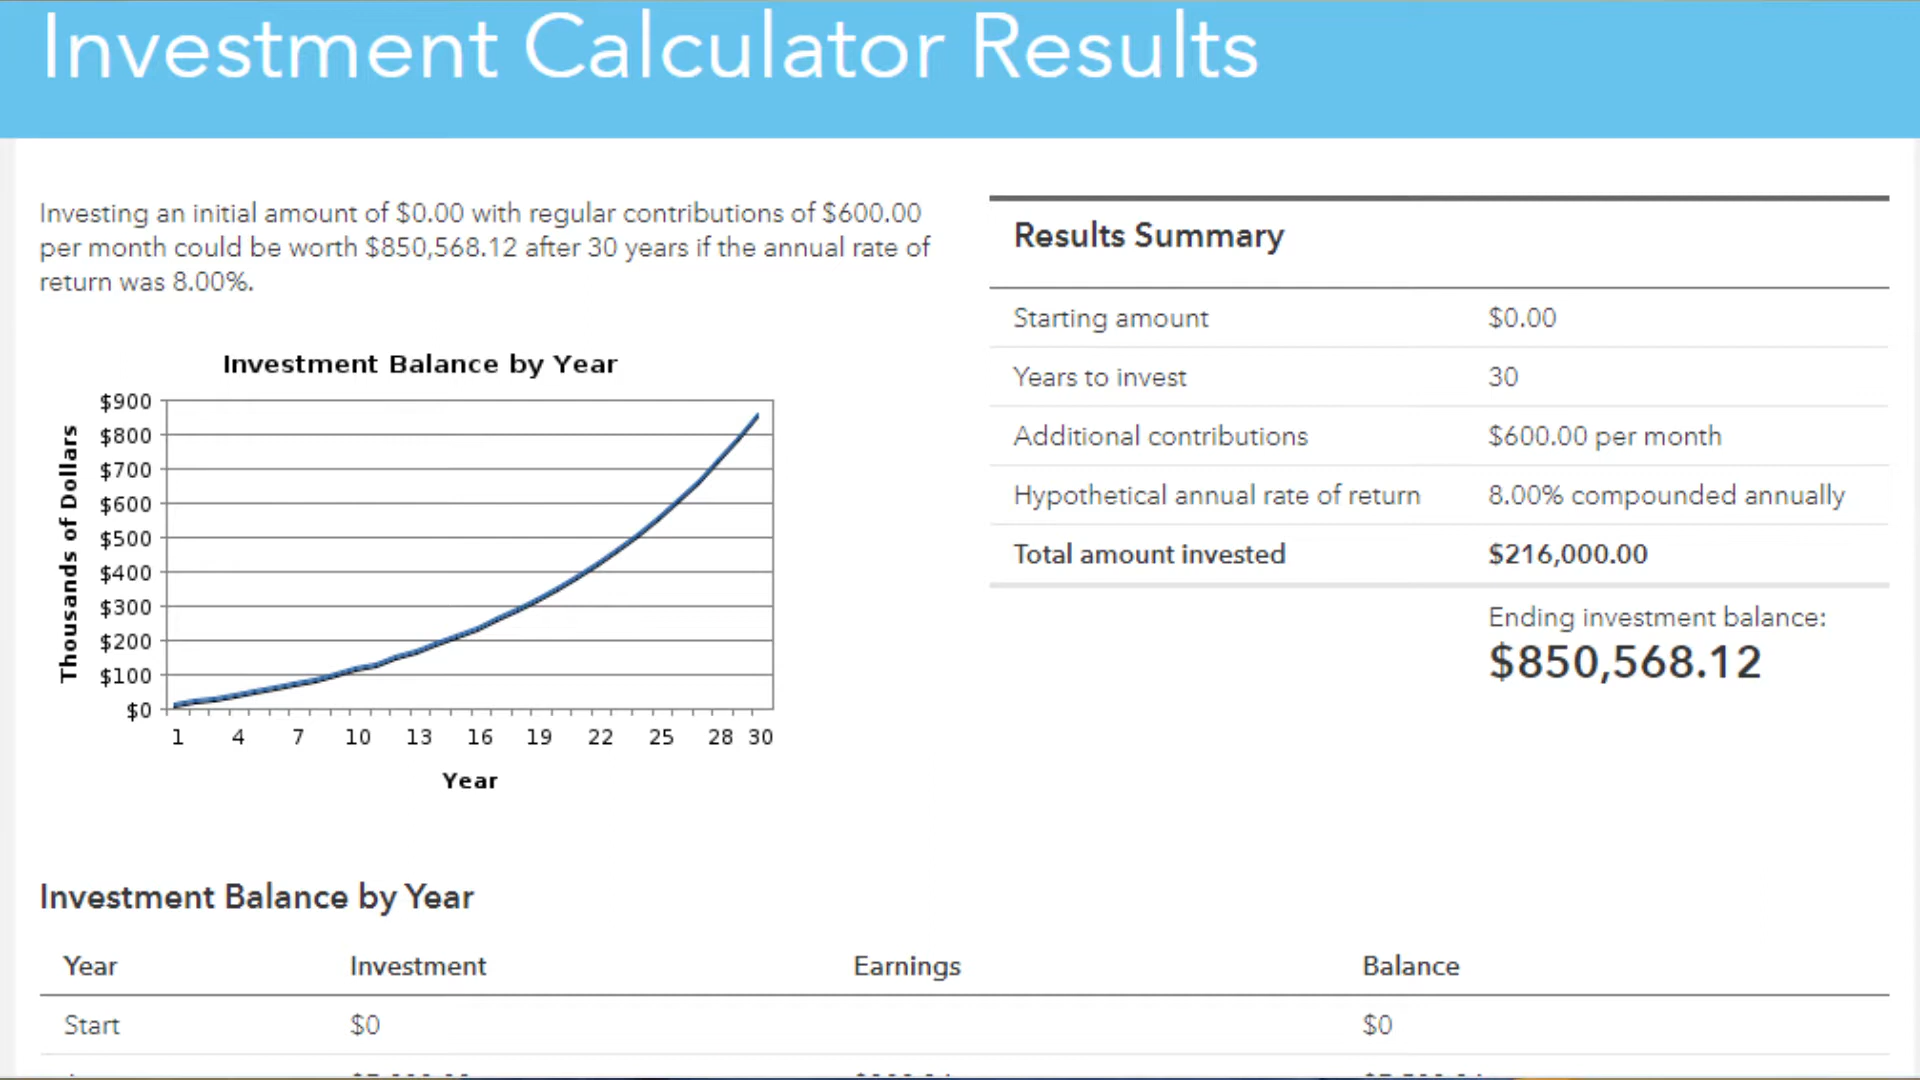 Investment Calculator Results
Investing an initial amount of $0.00 with regular contributions of $600.00
per month could be worth $850,568.12 after 30 years if the annual rate of
return was 8.00%.
Investment Balance by Year
Thousands of Dollars
$900
$800
$700
$600
$500
$400
$300
$200
$100
$0
1 4 7 10 13 16 19 22 25 28 30
Year
Results Summary
Starting amount $0.00
Years to invest 30
Additional contributions $600.00 per month
Hypothetical annual rate of return 8.00% compounded annually
Total amount invested $216,000.00
Ending investment balance:
$850,568.12
Investment Balance by Year
Year Investment Earnings Balance
Start $0 $0